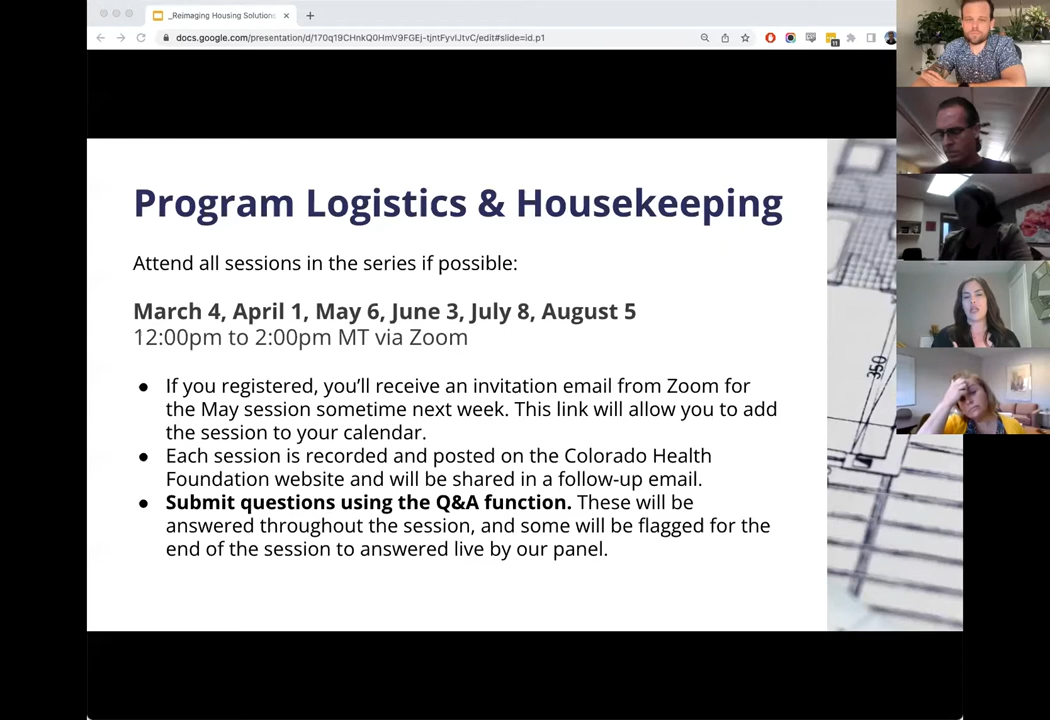 _Reimaging Housing Solutions
docs.google.com/presentation/d/170q19CHnkQ0HmV9FGEj-tjntFyvIJtvC/edit#slide=id.p1
11
Program Logistics & Housekeeping
Attend all sessions in the series if possible:
March 4, April 1, May 6, June 3, July 8, August 5
12:00pm to 2:00pm MT via Zoom
● If you registered, you’ll receive an invitation email from Zoom for
the May session sometime next week. This link will allow you to add
the session to your calendar.
● Each session is recorded and posted on the Colorado Health
Foundation website and will be shared in a follow-up email.
● Submit questions using the Q&A function. These will be
answered throughout the session, and some will be flagged for the
end of the session to answered live by our panel.
350